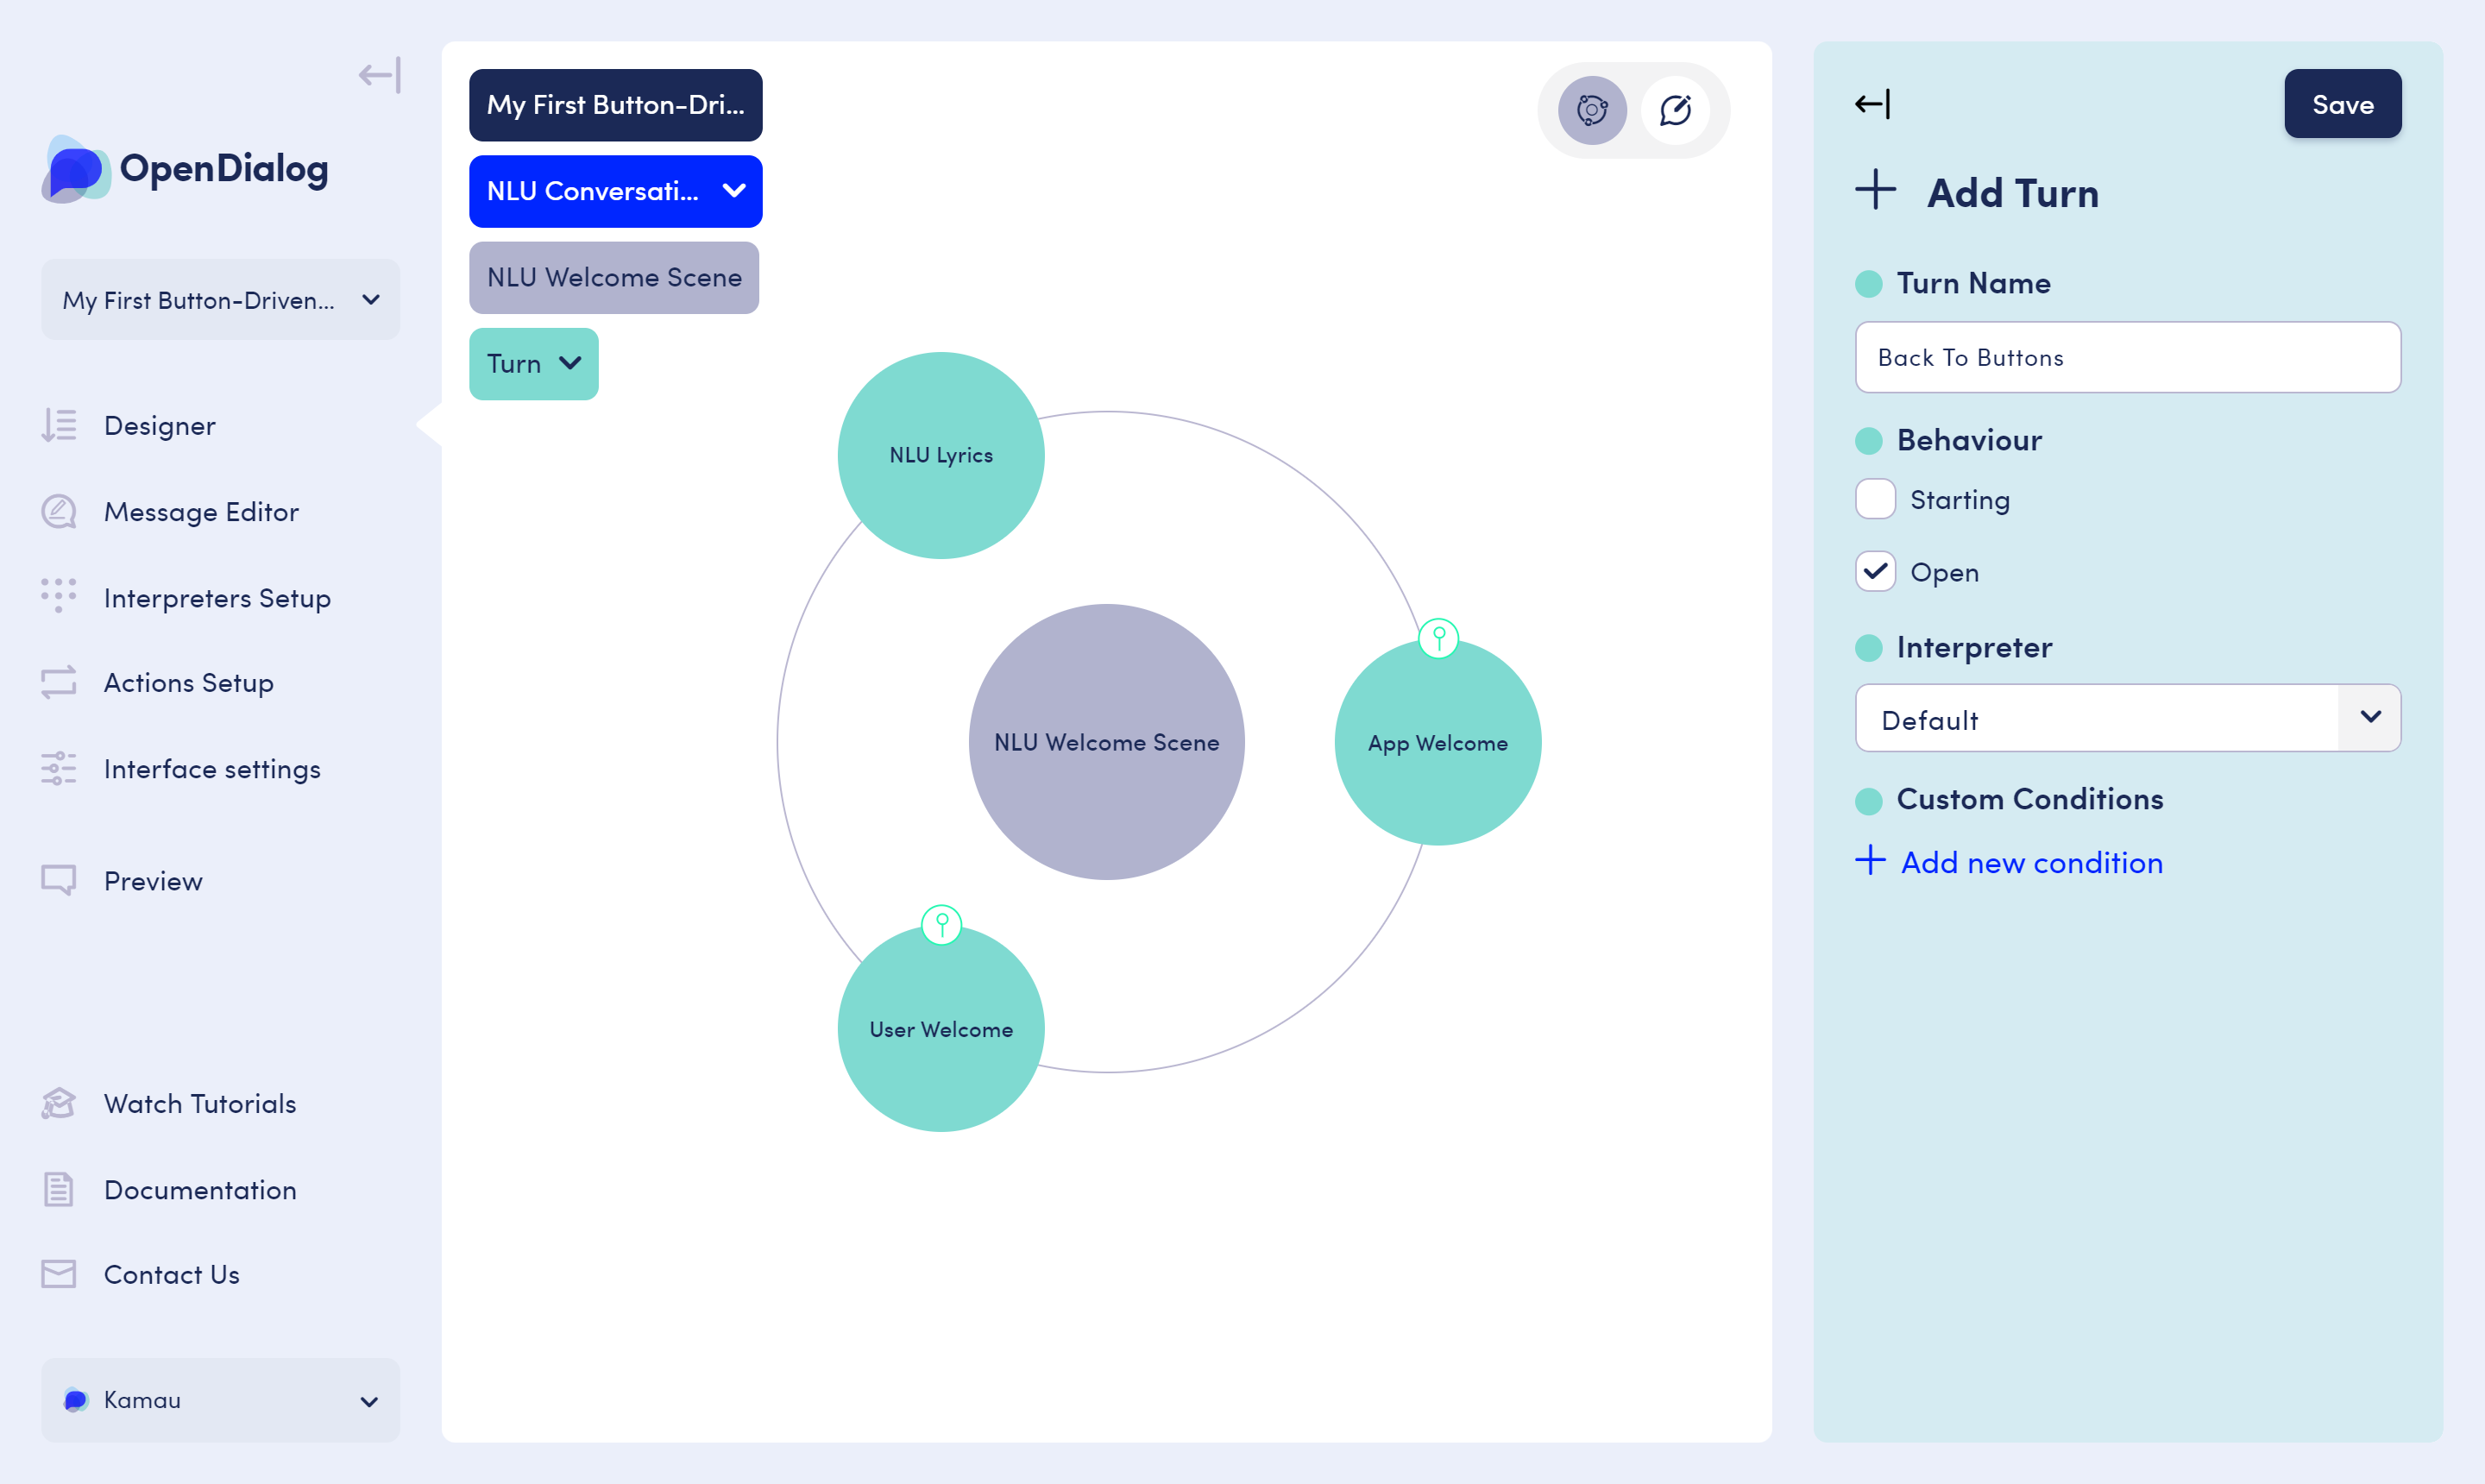 OpenDialog
My First Button-Driven...
Designer
Message Editor
Interpreters Setup
Actions Setup
Interface settings
Preview
Watch Tutorials
Documentation
Contact Us
Kamau
My First Button-Dri...
NLU Conversati...
NLU Welcome Scene
Turn
NLU Lyrics
NLU Welcome Scene
App Welcome
User Welcome
Save
Add Turn
Turn Name
Back To Buttons
Behaviour
Starting
Open
Interpreter
Default
Custom Conditions
Add new condition